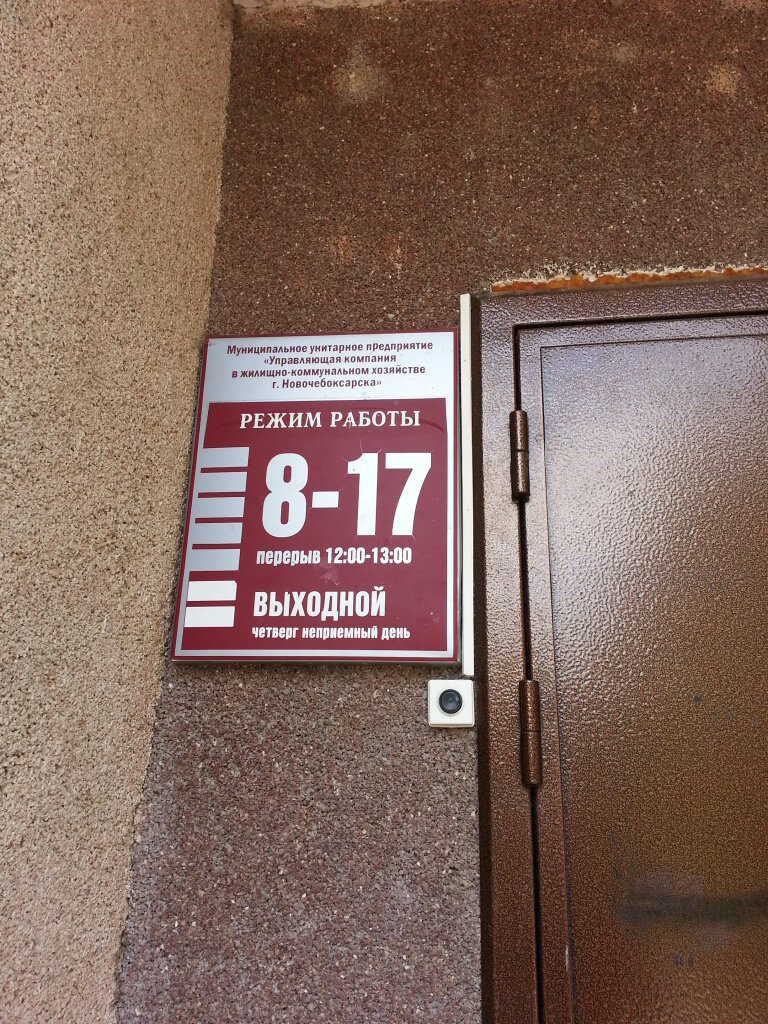 Муниципальное унитарное предприятие
«Управляющая компания
в жилищно-коммунальном хозяйстве
г. Новочебоксарска»
РЕЖИМ РАБОТЫ
8-17
перерыв 12:00-13:00
ВЫХОДНОЙ
четверг неприемный день